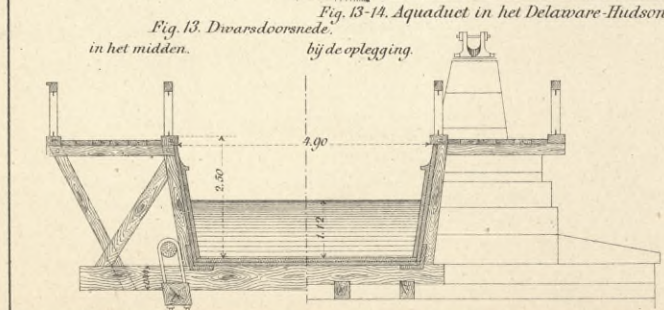 Fig. 13-14. Aquaduct in het Delaware-Hudson
Fig. 13. Dwarsdoorsnede.
in het midden. bij de oplegging.
4.90
2.50
1.12